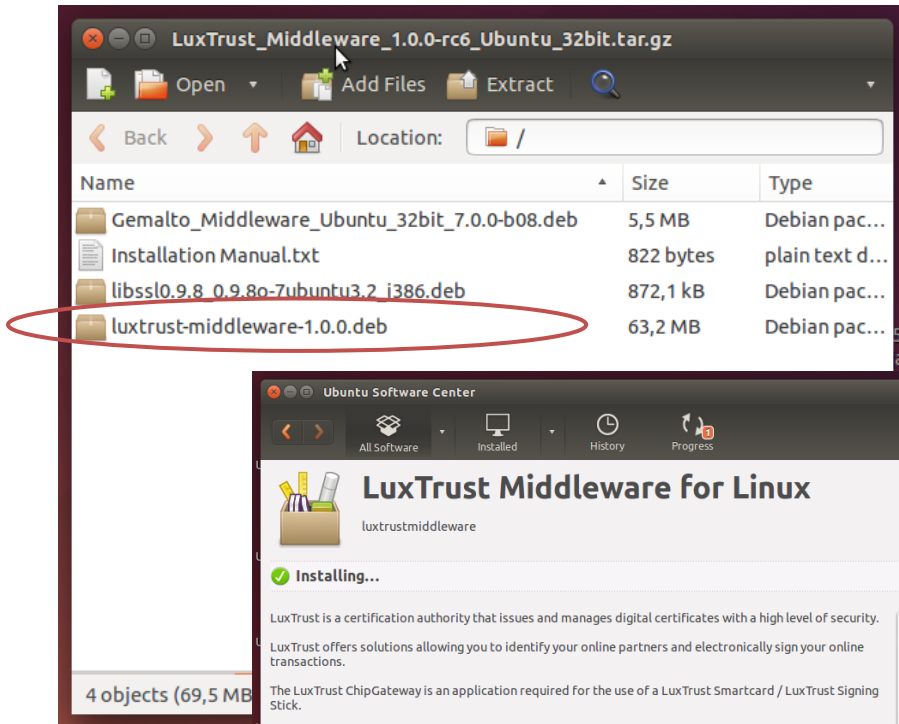 LuxTrust_Middleware_1.0.0-rc6_Ubuntu_32bit.tar.gz
Open Add Files Extract
Back Location: /
Name Size Type
Gemalto_Middleware_Ubuntu_32bit_7.0.0-b08.deb 5,5 MB Debian pac...
Installation Manual.txt 822 bytes plain text d...
libssl0.9.8_0.9.8o-7ubuntu3.2_i386.deb 872,1 kB Debian pac...
luxtrust-middleware-1.0.0.deb 63,2 MB Debian pac...
4 objects (69,5 MB
Ubuntu Software Center
All Software Installed History Progress
1
LuxTrust Middleware for Linux
luxtrustmiddleware
Installing...
LuxTrust is a certification authority that issues and manages digital certificates with a high level of security.
LuxTrust offers solutions allowing you to identify your online partners and electronically sign your online
transactions.
The LuxTrust ChipGateway is an application required for the use of a LuxTrust Smartcard / LuxTrust Signing
Stick.